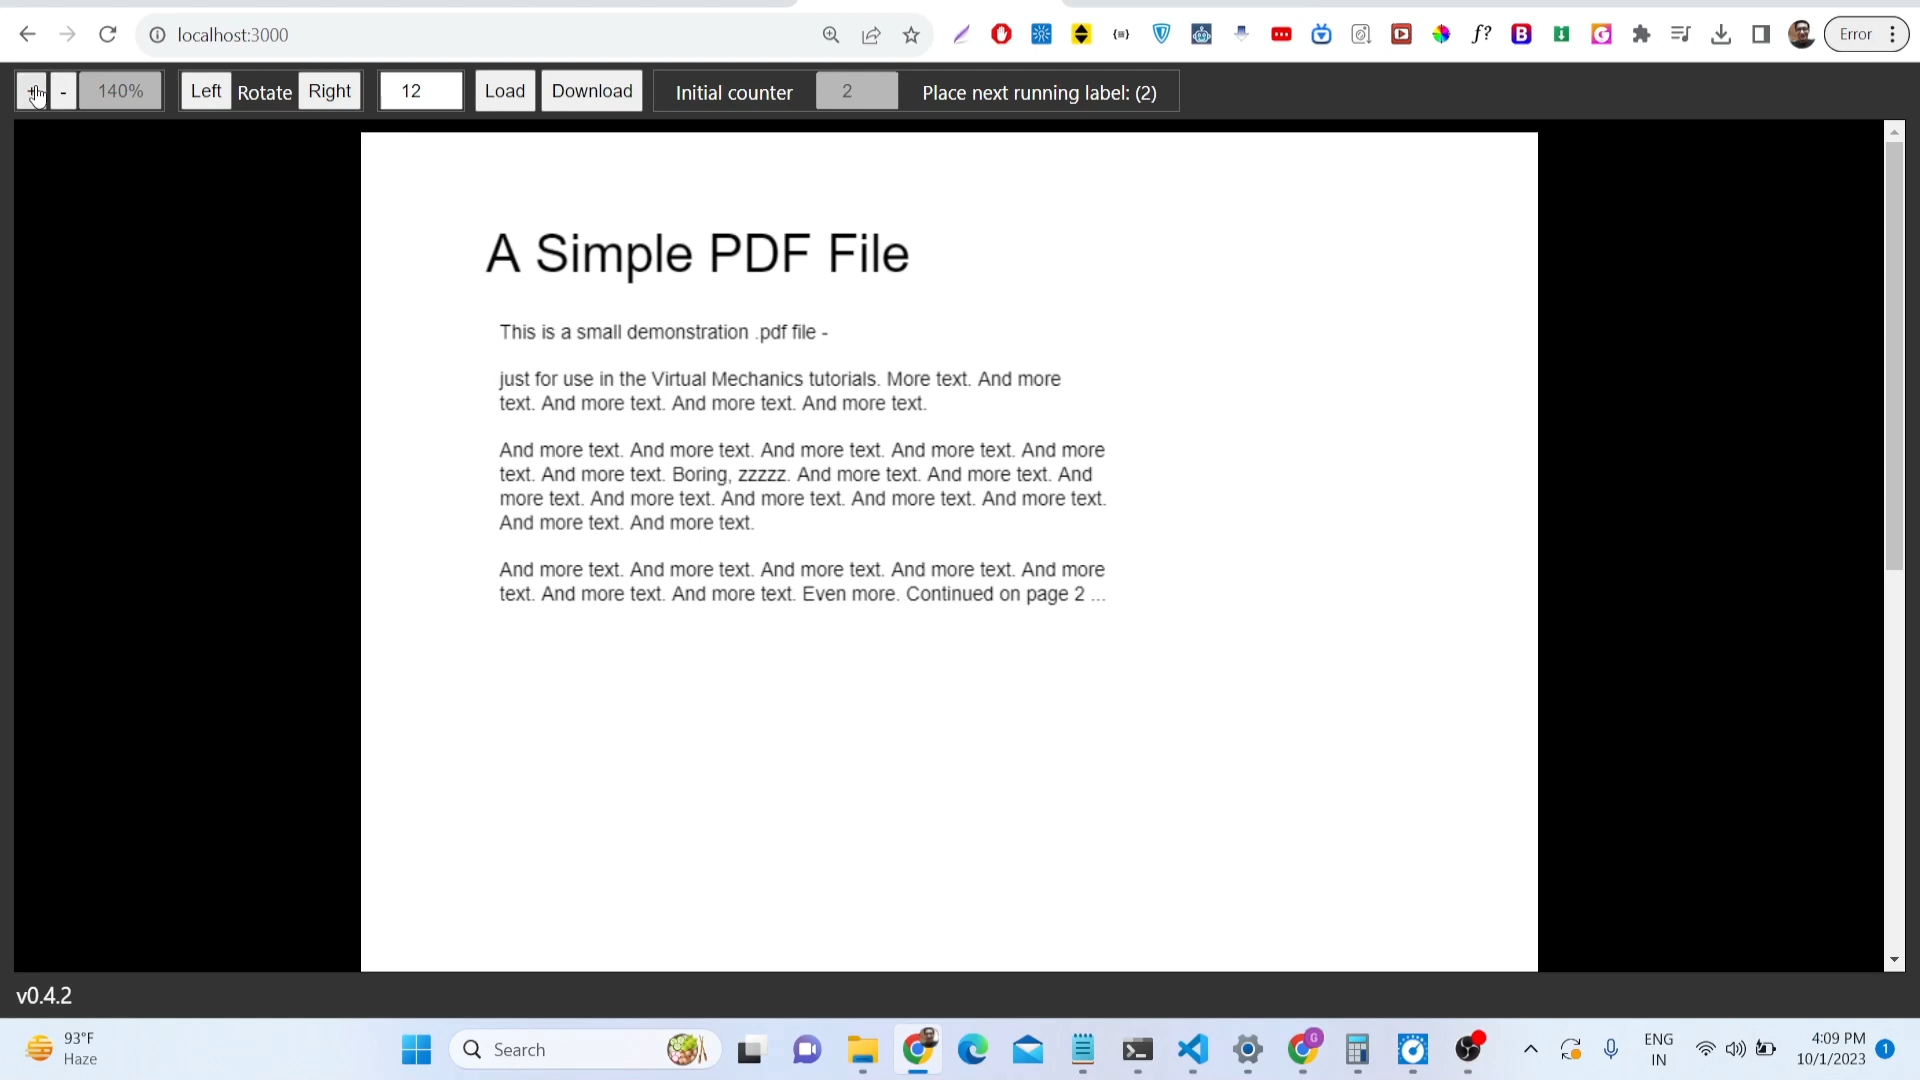 localhost:3000
Error
+ - 140% Left Rotate Right 12 Load Download Initial counter 2 Place next running label: (2)
A Simple PDF File
This is a small demonstration .pdf file -
just for use in the Virtual Mechanics tutorials. More text. And more
text. And more text. And more text. And more text.
And more text. And more text. And more text. And more text. And more
text. And more text. Boring, zzzzz. And more text. And more text. And
more text. And more text. And more text. And more text. And more text.
And more text. And more text.
And more text. And more text. And more text. And more text. And more
text. And more text. And more text. Even more. Continued on page 2 ...
v0.4.2
93°F
Haze
Search
ENG
IN
4:09 PM
10/1/2023
1